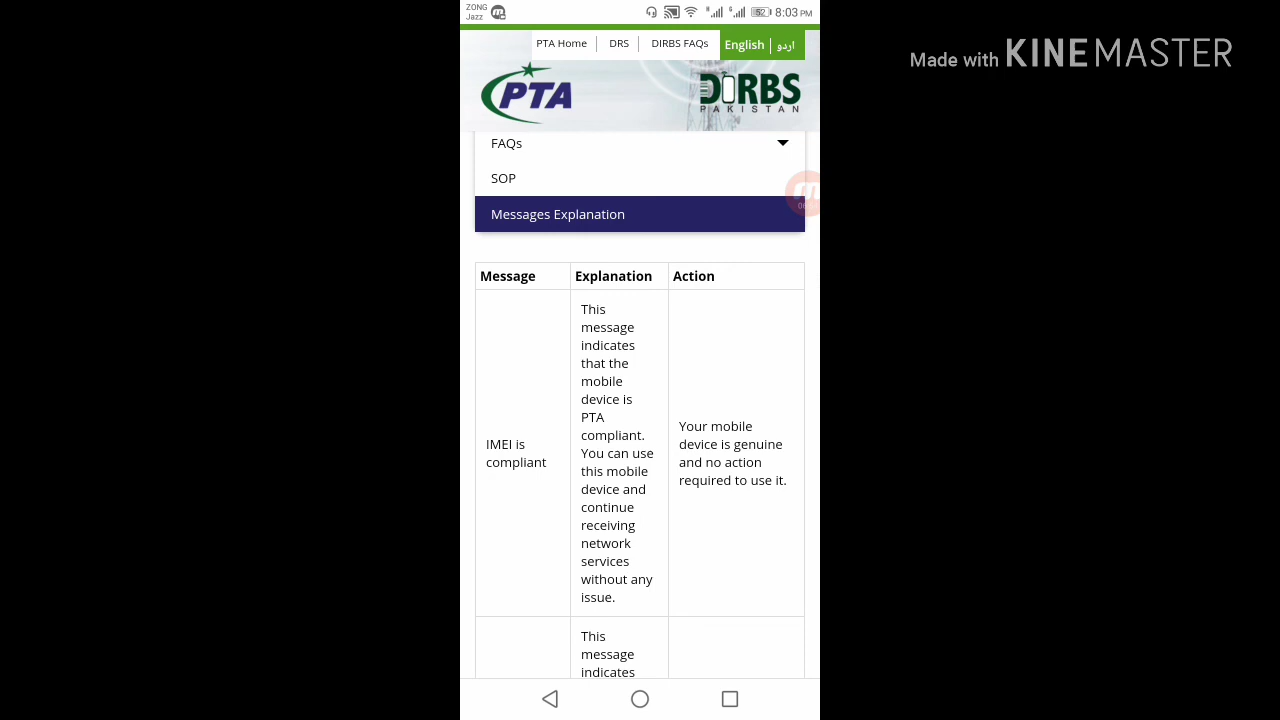 ZONG
Jazz
52 8:03 PM
Made with KINEMASTER
PTA Home DRS DIRBS FAQs English اردو
PTA
DIRBS
PAKISTAN
FAQs
SOP
Messages Explanation
Message Explanation Action
IMEI is
compliant
This
message
indicates
that the
mobile
device is
PTA
compliant.
You can use
this mobile
device and
continue
receiving
network
services
without any
issue.
Your mobile
device is genuine
and no action
required to use it.
This
message
indicates